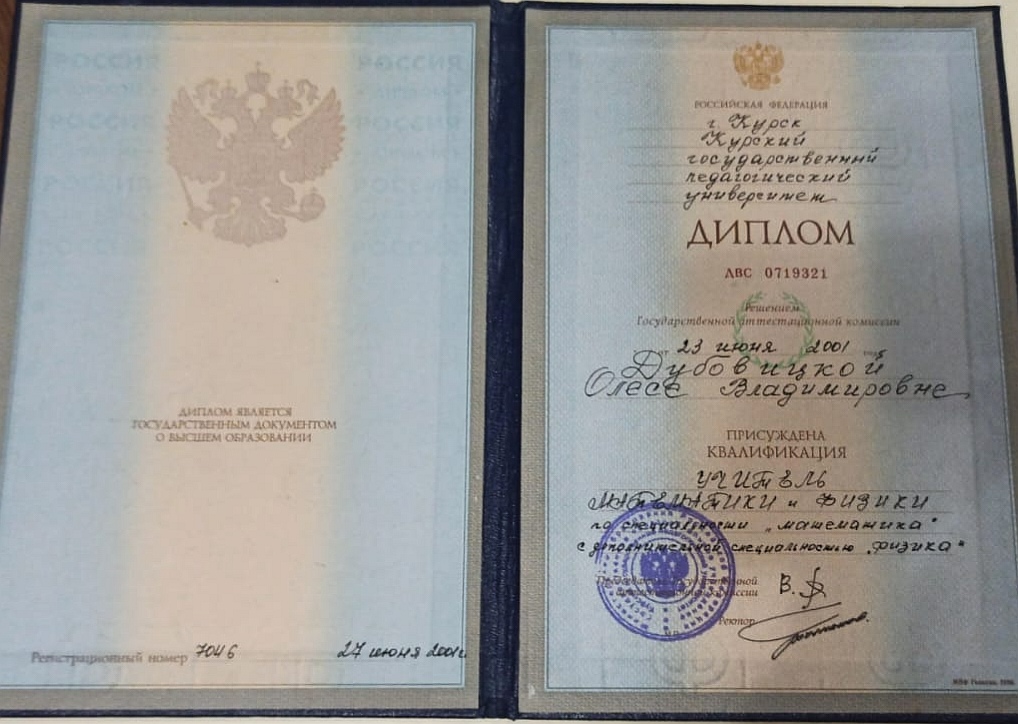 РОССИЯ РОССИЯ
РОССИЯ РОССИЯ
РОССИЯ РОССИЯ
ДИПЛОМ ЯВЛЯЕТСЯ
ГОСУДАРСТВЕННЫМ ДОКУМЕНТОМ
О ВЫСШЕМ ОБРАЗОВАНИИ
Регистрационный номер 7046 27 июня 2001г
РОССИЙСКАЯ ФЕДЕРАЦИЯ
г. Курск
Курский
государственный
педагогический
университет
ДИПЛОМ
АВС 0719321
Решением
Государственной аттестационной комиссии
от 23 июня 2001 года
Дубовицкой
Олесе Владимировне
ПРИСУЖДЕНА
КВАЛИФИКАЦИЯ
УЧИТЕЛЬ
МАТЕМАТИКИ и ФИЗИКИ
по специальности „математика"
с дополнительной специальностью „физика"
Председатель Государственной
аттестационной комиссии
Ректор